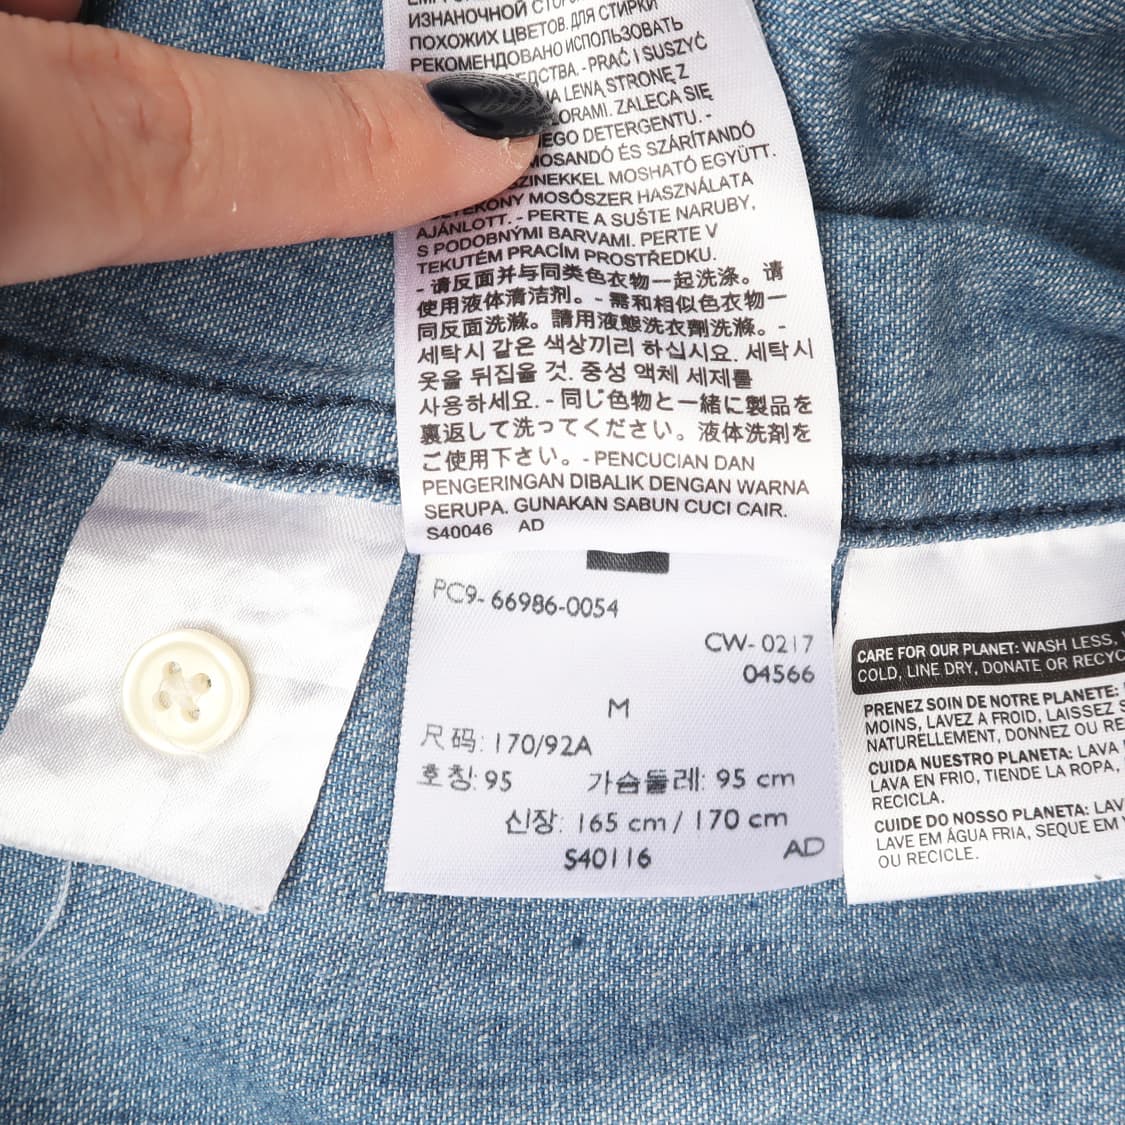 ИЗНАНОЧНОЙ
ПОХОЖИХ ЦВЕТОВ. ДЛЯ СТИРКИ
РЕКОМЕНДОВАНО ИСПОЛЬЗОВАТЬ
- PRAĆ I SUSZYĆ
NA LEWĄ STRONĘ Z
ZALECA SIĘ
DETERGENTU. -
ÉS SZÁRÍTANDÓ
MOSHATÓ EGYÜTT.
MOSÓSZER HASZNÁLATA
AJÁNLOTT. - PERTE A SUŠTE NARUBY,
S PODOBNÝMI BARVAMI. PERTE V
TEKUTÉM PRACÍM PROSTŘEDKU.
- 请反面并与同类色衣物一起洗涤。请
使用液体清洁剂。- 需和相似色衣物一
同反面洗滌。請用液態洗衣劑洗滌。-
세탁시 같은 색상끼리 하십시요. 세탁시
옷을 뒤집을 것. 중성 액체 세제를
사용하세요. - 同じ色物と一緒に製品を
裏返して洗ってください。液体洗剤を
ご使用下さい。- PENCUCIAN DAN
PENGERINGAN DIBALIK DENGAN WARNA
SERUPA. GUNAKAN SABUN CUCI CAIR.
S40046 AD
PC9-66986-0054
CW-0217
04566
M
尺码: 170/92A
호칭: 95 가슴둘레: 95 cm
신장: 165 cm / 170 cm
S40116 AD
CARE FOR OUR PLANET: WASH LESS,
COLD, LINE DRY, DONATE OR
PRENEZ SOIN DE NOTRE PLANETE:
MOINS, LAVEZ A FROID, LAISSEZ
NATURELLEMENT, DONNEZ OU
CUIDA NUESTRO PLANETA: LAVA
LAVA EN FRIO, TIENDE LA ROPA,
RECICLA.
CUIDE DO NOSSO PLANETA:
LAVE EM ÁGUA FRIA, SEQUE EM
OU RECICLE.